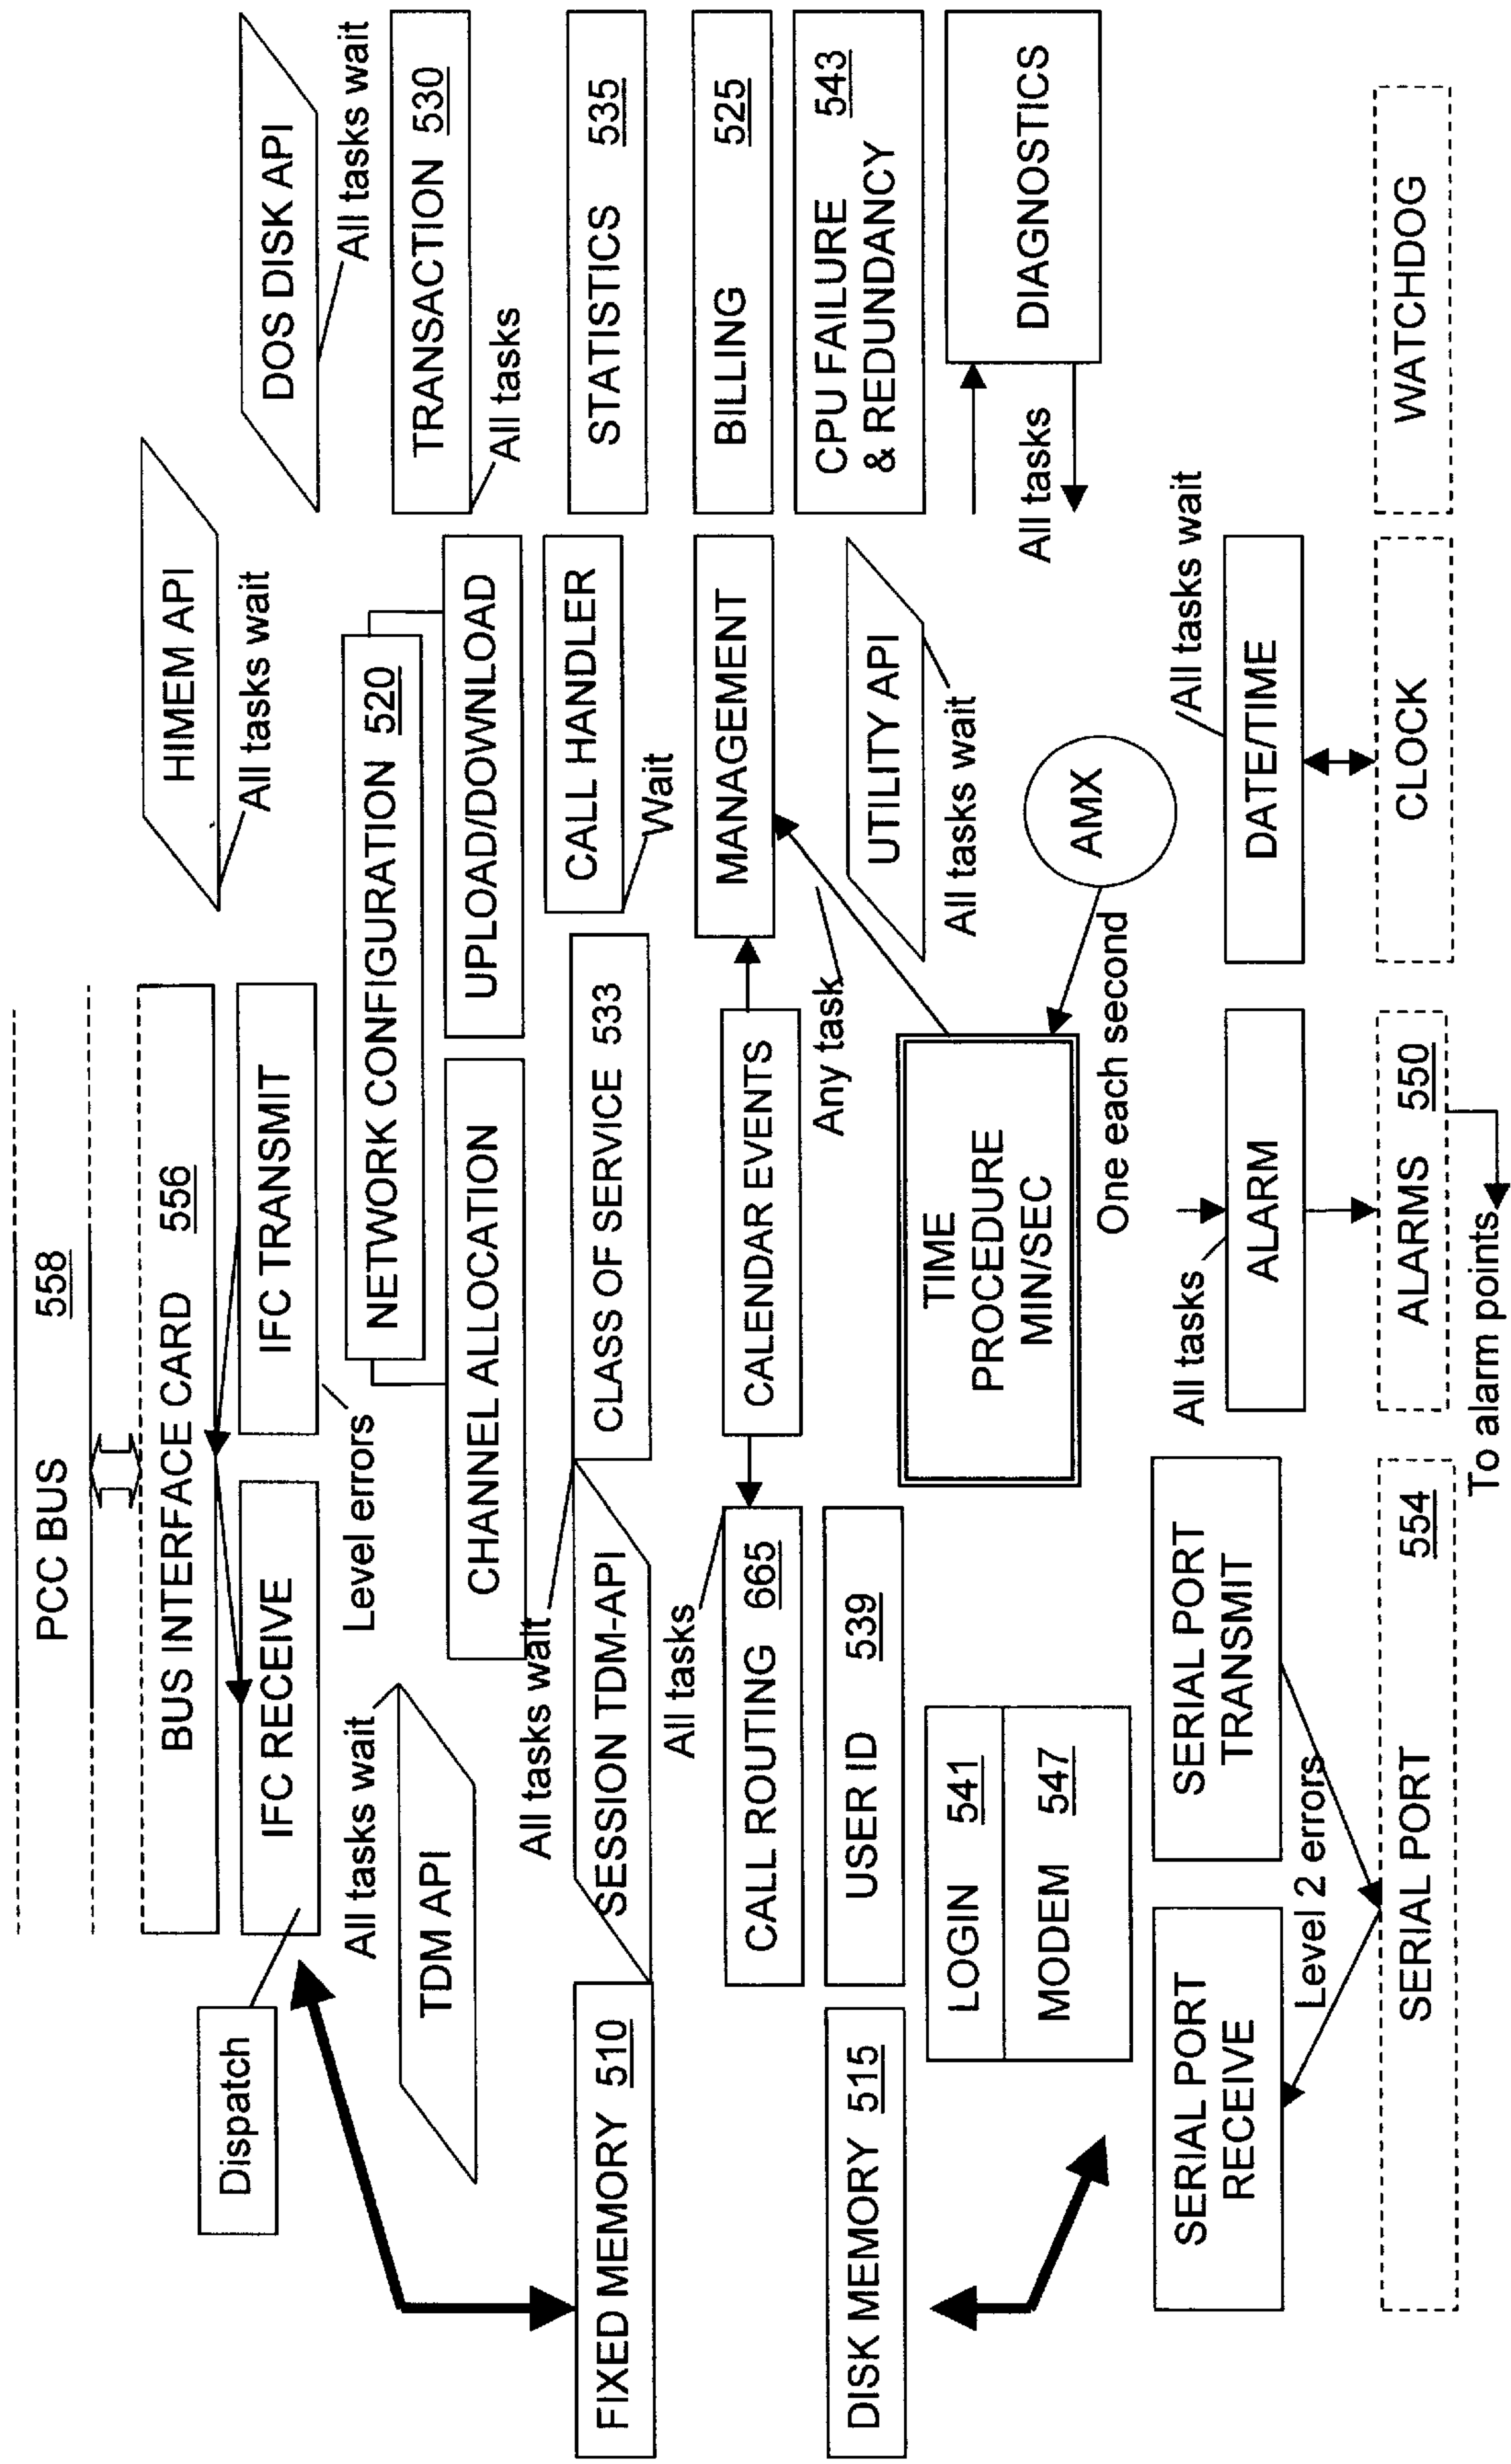 PCC BUS 558
BUS INTERFACE CARD 556
HIMEM API
Dispatch
IFC RECEIVE
IFC TRANSMIT
All tasks wait
DOS DISK API
All tasks wait
Level errors
All tasks wait
NETWORK CONFIGURATION 520
TRANSACTION 530
TDM API
CHANNEL ALLOCATION
UPLOAD/DOWNLOAD
All tasks
All tasks wait
CALL HANDLER
FIXED MEMORY 510
SESSION TDM-API
CLASS OF SERVICE 533
STATISTICS 535
Wait
All tasks
CALL ROUTING 665
CALENDAR EVENTS
MANAGEMENT
BILLING 525
Any task
DISK MEMORY 515
USER ID 539
UTILITY API
CPU FAILURE 543
& REDUNDANCY
LOGIN 541
MODEM 547
TIME
PROCEDURE
MIN/SEC
All tasks wait
AMX
DIAGNOSTICS
All tasks
One each second
SERIAL PORT
RECEIVE
SERIAL PORT
TRANSMIT
All tasks
ALARM
All tasks wait
DATE/TIME
Level 2 errors
SERIAL PORT 554
ALARMS 550
CLOCK
WATCHDOG
To alarm points